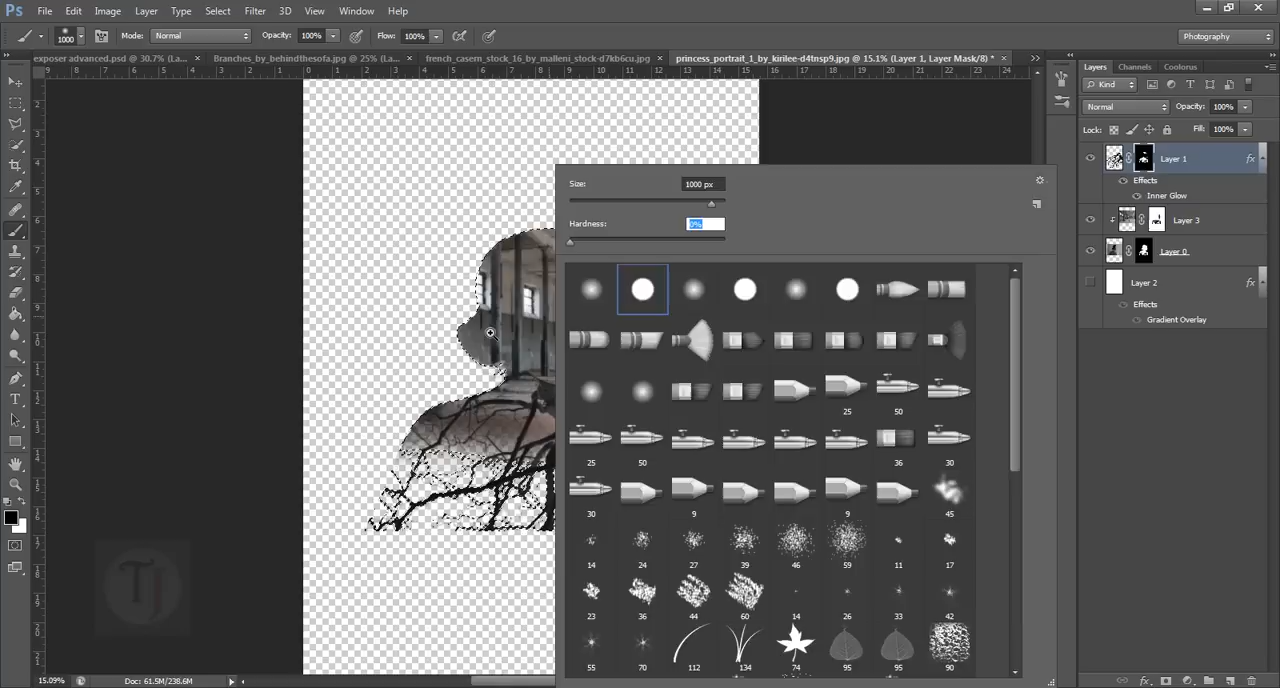 Ps File Edit Image Layer Type Select Filter 3D View Window Help
1000 Mode: Normal Opacity: 100% Flow: 100% Photography
exposer advanced.psd @ 30.7% (La... × Branches_by_behindthesofa.jpg @ 25% (La... × french_casern_stock_16_by_malleni_stock-d7kb6cu.jpg × princess_portrait_1_by_kirilee-d4tnsp9.jpg @ 15.1% (Layer 1, Layer Mask/8) * ×
Layers Channels Coolorus
Kind
Normal Opacity: 100%
Lock: Fill: 100%
Layer 1 fx
Effects
Inner Glow
Layer 3
Layer 0
Layer 2 fx
Effects
Gradient Overlay
Size: 1000 px
Hardness: 0%
25 50
25 50 36 30
30 9 9 45
14 24 27 39 46 59 11 17
23 36 44 60 14 26 33 42
55 70 112 134 74 95 95 90
TJ
15.09% Doc: 61.5M/238.6M